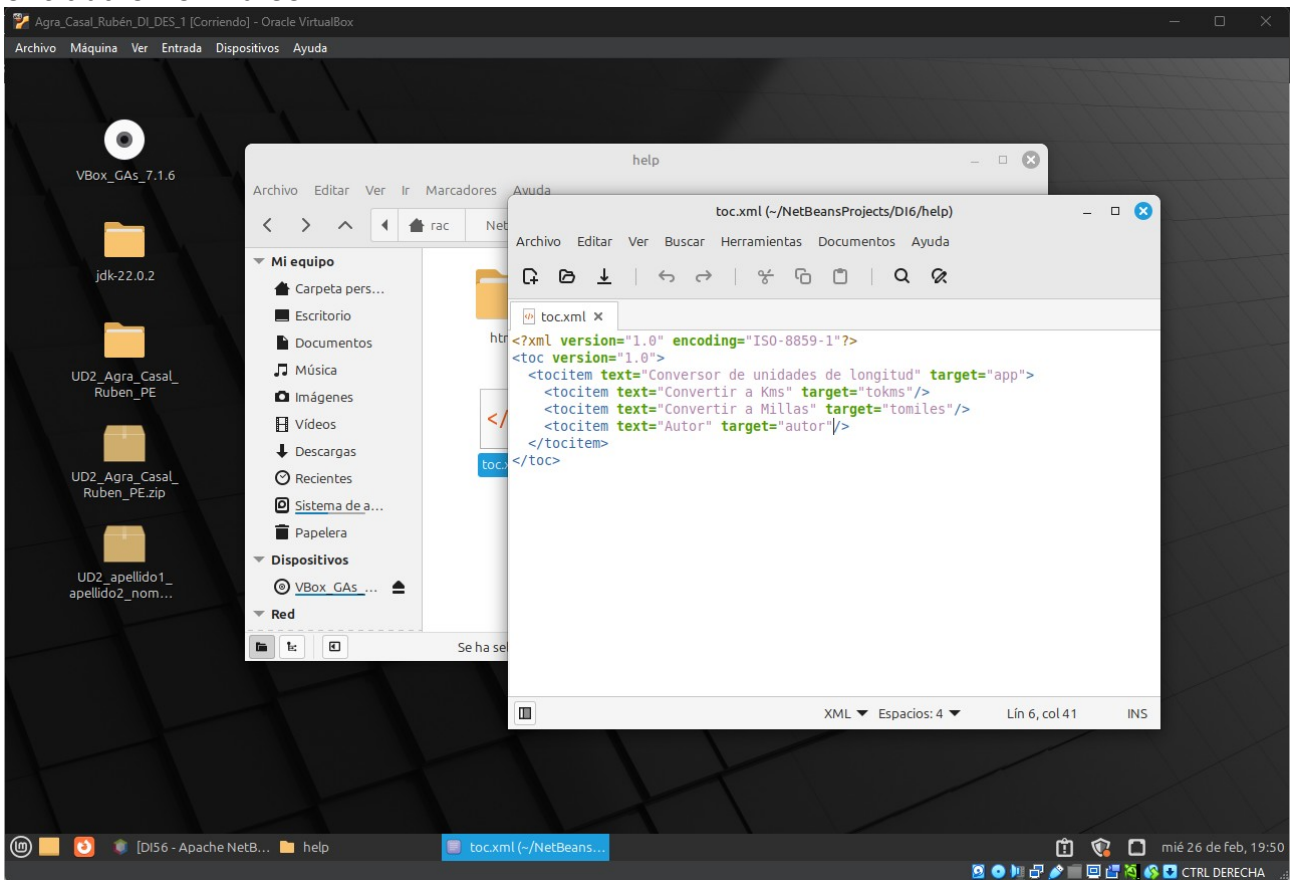 Agra_Casal_Rubén_DI_DES_1 [Corriendo] - Oracle VirtualBox
Archivo Máquina Ver Entrada Dispositivos Ayuda
VBox_GAs_7.1.6
jdk-22.0.2
UD2_Agra_Casal_
Ruben_PE
UD2_Agra_Casal_
Ruben_PE.zip
UD2_apellido1_
apellido2_nom...
help
Archivo Editar Ver Ir Marcadores Ayuda
rac Net
Mi equipo
Carpeta pers...
Escritorio
Documentos
Música
Imágenes
Vídeos
Descargas
Recientes
Sistema de a...
Papelera
Dispositivos
VBox_GAs_...
Red
htr
toc.x
Se ha sel
toc.xml (~/NetBeansProjects/DI6/help)
Archivo Editar Ver Buscar Herramientas Documentos Ayuda
toc.xml
<?xml version="1.0" encoding="ISO-8859-1"?>
<toc version="1.0">
  <tocitem text="Conversor de unidades de longitud" target="app">
    <tocitem text="Convertir a Kms" target="tokms"/>
    <tocitem text="Convertir a Millas" target="tomiles"/>
    <tocitem text="Autor" target="autor"/>
  </tocitem>
</toc>
XML Espacios: 4 Lín 6, col 41 INS
[DI56 - Apache NetB... help toc.xml (~/NetBeans... mié 26 de feb, 19:50
CTRL DERECHA